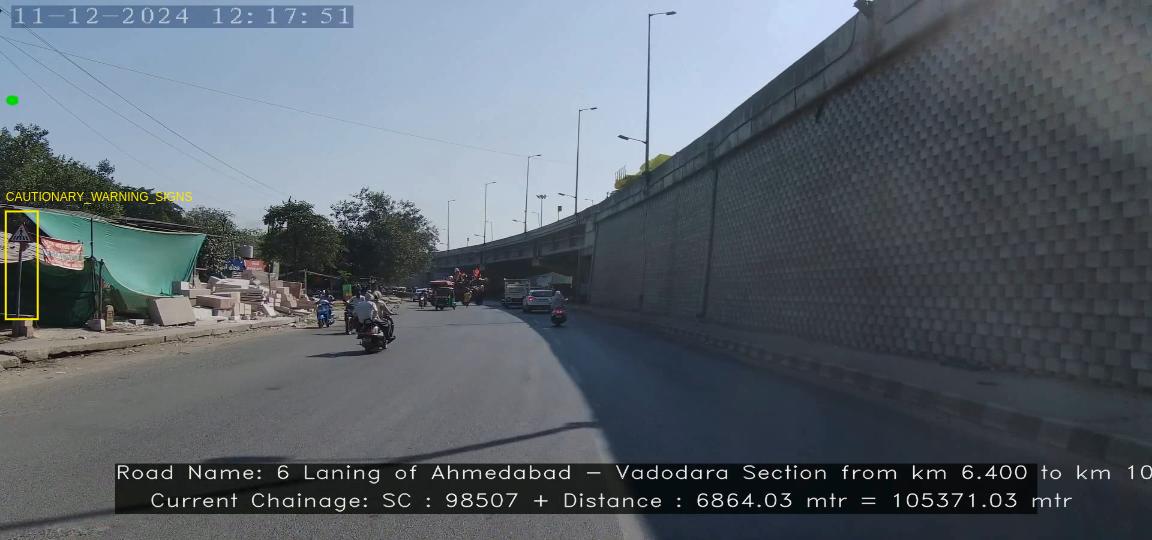 11-12-2024 12:17:51
CAUTIONARY_WARNING_SIGNS
Road Name: 6 Laning of Ahmedabad - Vadodara Section from km 6.400 to km 10
Current Chainage: SC : 98507 + Distance : 6864.03 mtr = 105371.03 mtr